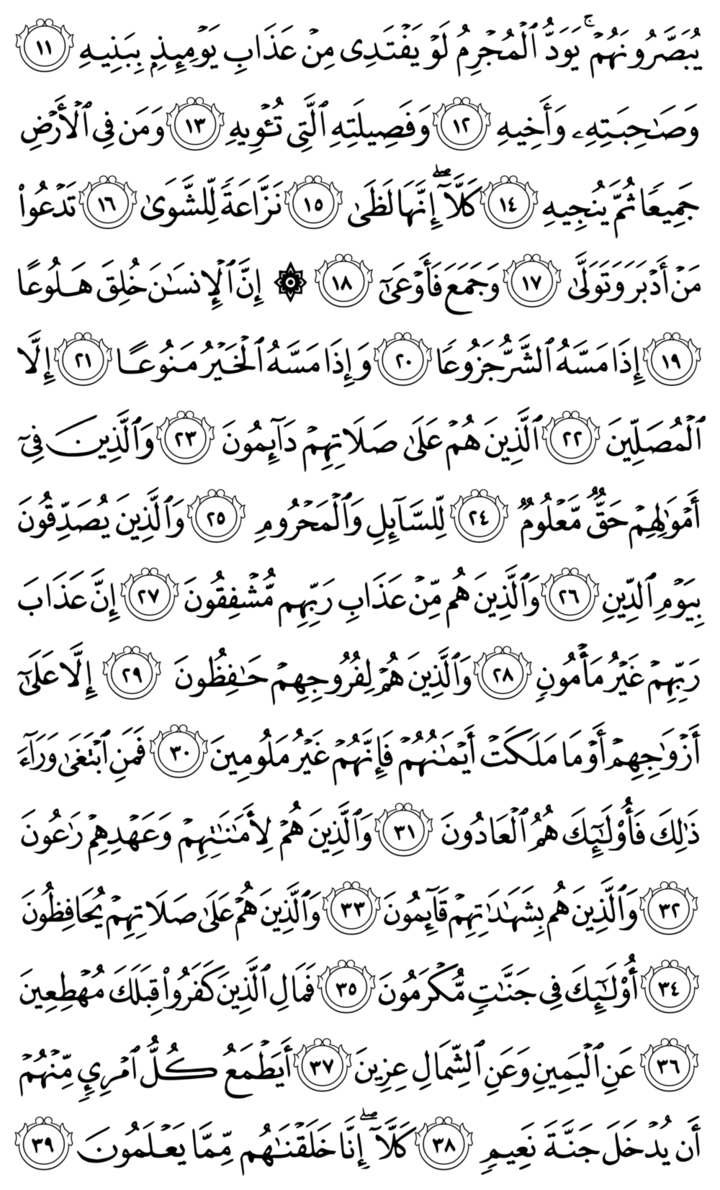 يُبَصَّرُونَهُمۡۚ يَوَدُّ ٱلۡمُجۡرِمُ لَوۡ يَفۡتَدِي مِنۡ عَذَابِ يَوۡمِئِذِۭ بِبَنِيهِ ١١
وَصَٰحِبَتِهِۦ وَأَخِيهِ ١٢ وَفَصِيلَتِهِ ٱلَّتِي تُـٔۡوِيهِ ١٣ وَمَن فِي ٱلۡأَرۡضِ
جَمِيعٗا ثُمَّ يُنجِيهِ ١٤ كَلَّآۖ إِنَّهَا لَظَىٰ ١٥ نَزَّاعَةٗ لِّلشَّوَىٰ ١٦ تَدۡعُواْ
مَنۡ أَدۡبَرَ وَتَوَلَّىٰ ١٧ وَجَمَعَ فَأَوۡعَىٰٓ ١٨ ۞ إِنَّ ٱلۡإِنسَٰنَ خُلِقَ هَلُوعًا
١٩ إِذَا مَسَّهُ ٱلشَّرُّ جَزُوعٗا ٢٠ وَإِذَا مَسَّهُ ٱلۡخَيۡرُ مَنُوعًا ٢١ إِلَّا
ٱلۡمُصَلِّينَ ٢٢ ٱلَّذِينَ هُمۡ عَلَىٰ صَلَاتِهِمۡ دَآئِمُونَ ٢٣ وَٱلَّذِينَ فِيٓ
أَمۡوَٰلِهِمۡ حَقّٞ مَّعۡلُومٞ ٢٤ لِّلسَّآئِلِ وَٱلۡمَحۡرُومِ ٢٥ وَٱلَّذِينَ يُصَدِّقُونَ
بِيَوۡمِ ٱلدِّينِ ٢٦ وَٱلَّذِينَ هُم مِّنۡ عَذَابِ رَبِّهِم مُّشۡفِقُونَ ٢٧ إِنَّ عَذَابَ
رَبِّهِمۡ غَيۡرُ مَأۡمُونٖ ٢٨ وَٱلَّذِينَ هُمۡ لِفُرُوجِهِمۡ حَٰفِظُونَ ٢٩ إِلَّا عَلَىٰٓ
أَزۡوَٰجِهِمۡ أَوۡ مَا مَلَكَتۡ أَيۡمَٰنُهُمۡ فَإِنَّهُمۡ غَيۡرُ مَلُومِينَ ٣٠ فَمَنِ ٱبۡتَغَىٰ وَرَآءَ
ذَٰلِكَ فَأُوْلَٰٓئِكَ هُمُ ٱلۡعَادُونَ ٣١ وَٱلَّذِينَ هُمۡ لِأَمَٰنَٰتِهِمۡ وَعَهۡدِهِمۡ رَٰعُونَ
٣٢ وَٱلَّذِينَ هُم بِشَهَٰدَٰتِهِمۡ قَآئِمُونَ ٣٣ وَٱلَّذِينَ هُمۡ عَلَىٰ صَلَاتِهِمۡ يُحَافِظُونَ
٣٤ أُوْلَٰٓئِكَ فِي جَنَّٰتٖ مُّكۡرَمُونَ ٣٥ فَمَالِ ٱلَّذِينَ كَفَرُواْ قِبَلَكَ مُهۡطِعِينَ
٣٦ عَنِ ٱلۡيَمِينِ وَعَنِ ٱلشِّمَالِ عِزِينَ ٣٧ أَيَطۡمَعُ كُلُّ ٱمۡرِيٕٖ مِّنۡهُمۡ
أَن يُدۡخَلَ جَنَّةَ نَعِيمٖ ٣٨ كَلَّآۖ إِنَّا خَلَقۡنَٰهُم مِّمَّا يَعۡلَمُونَ ٣٩